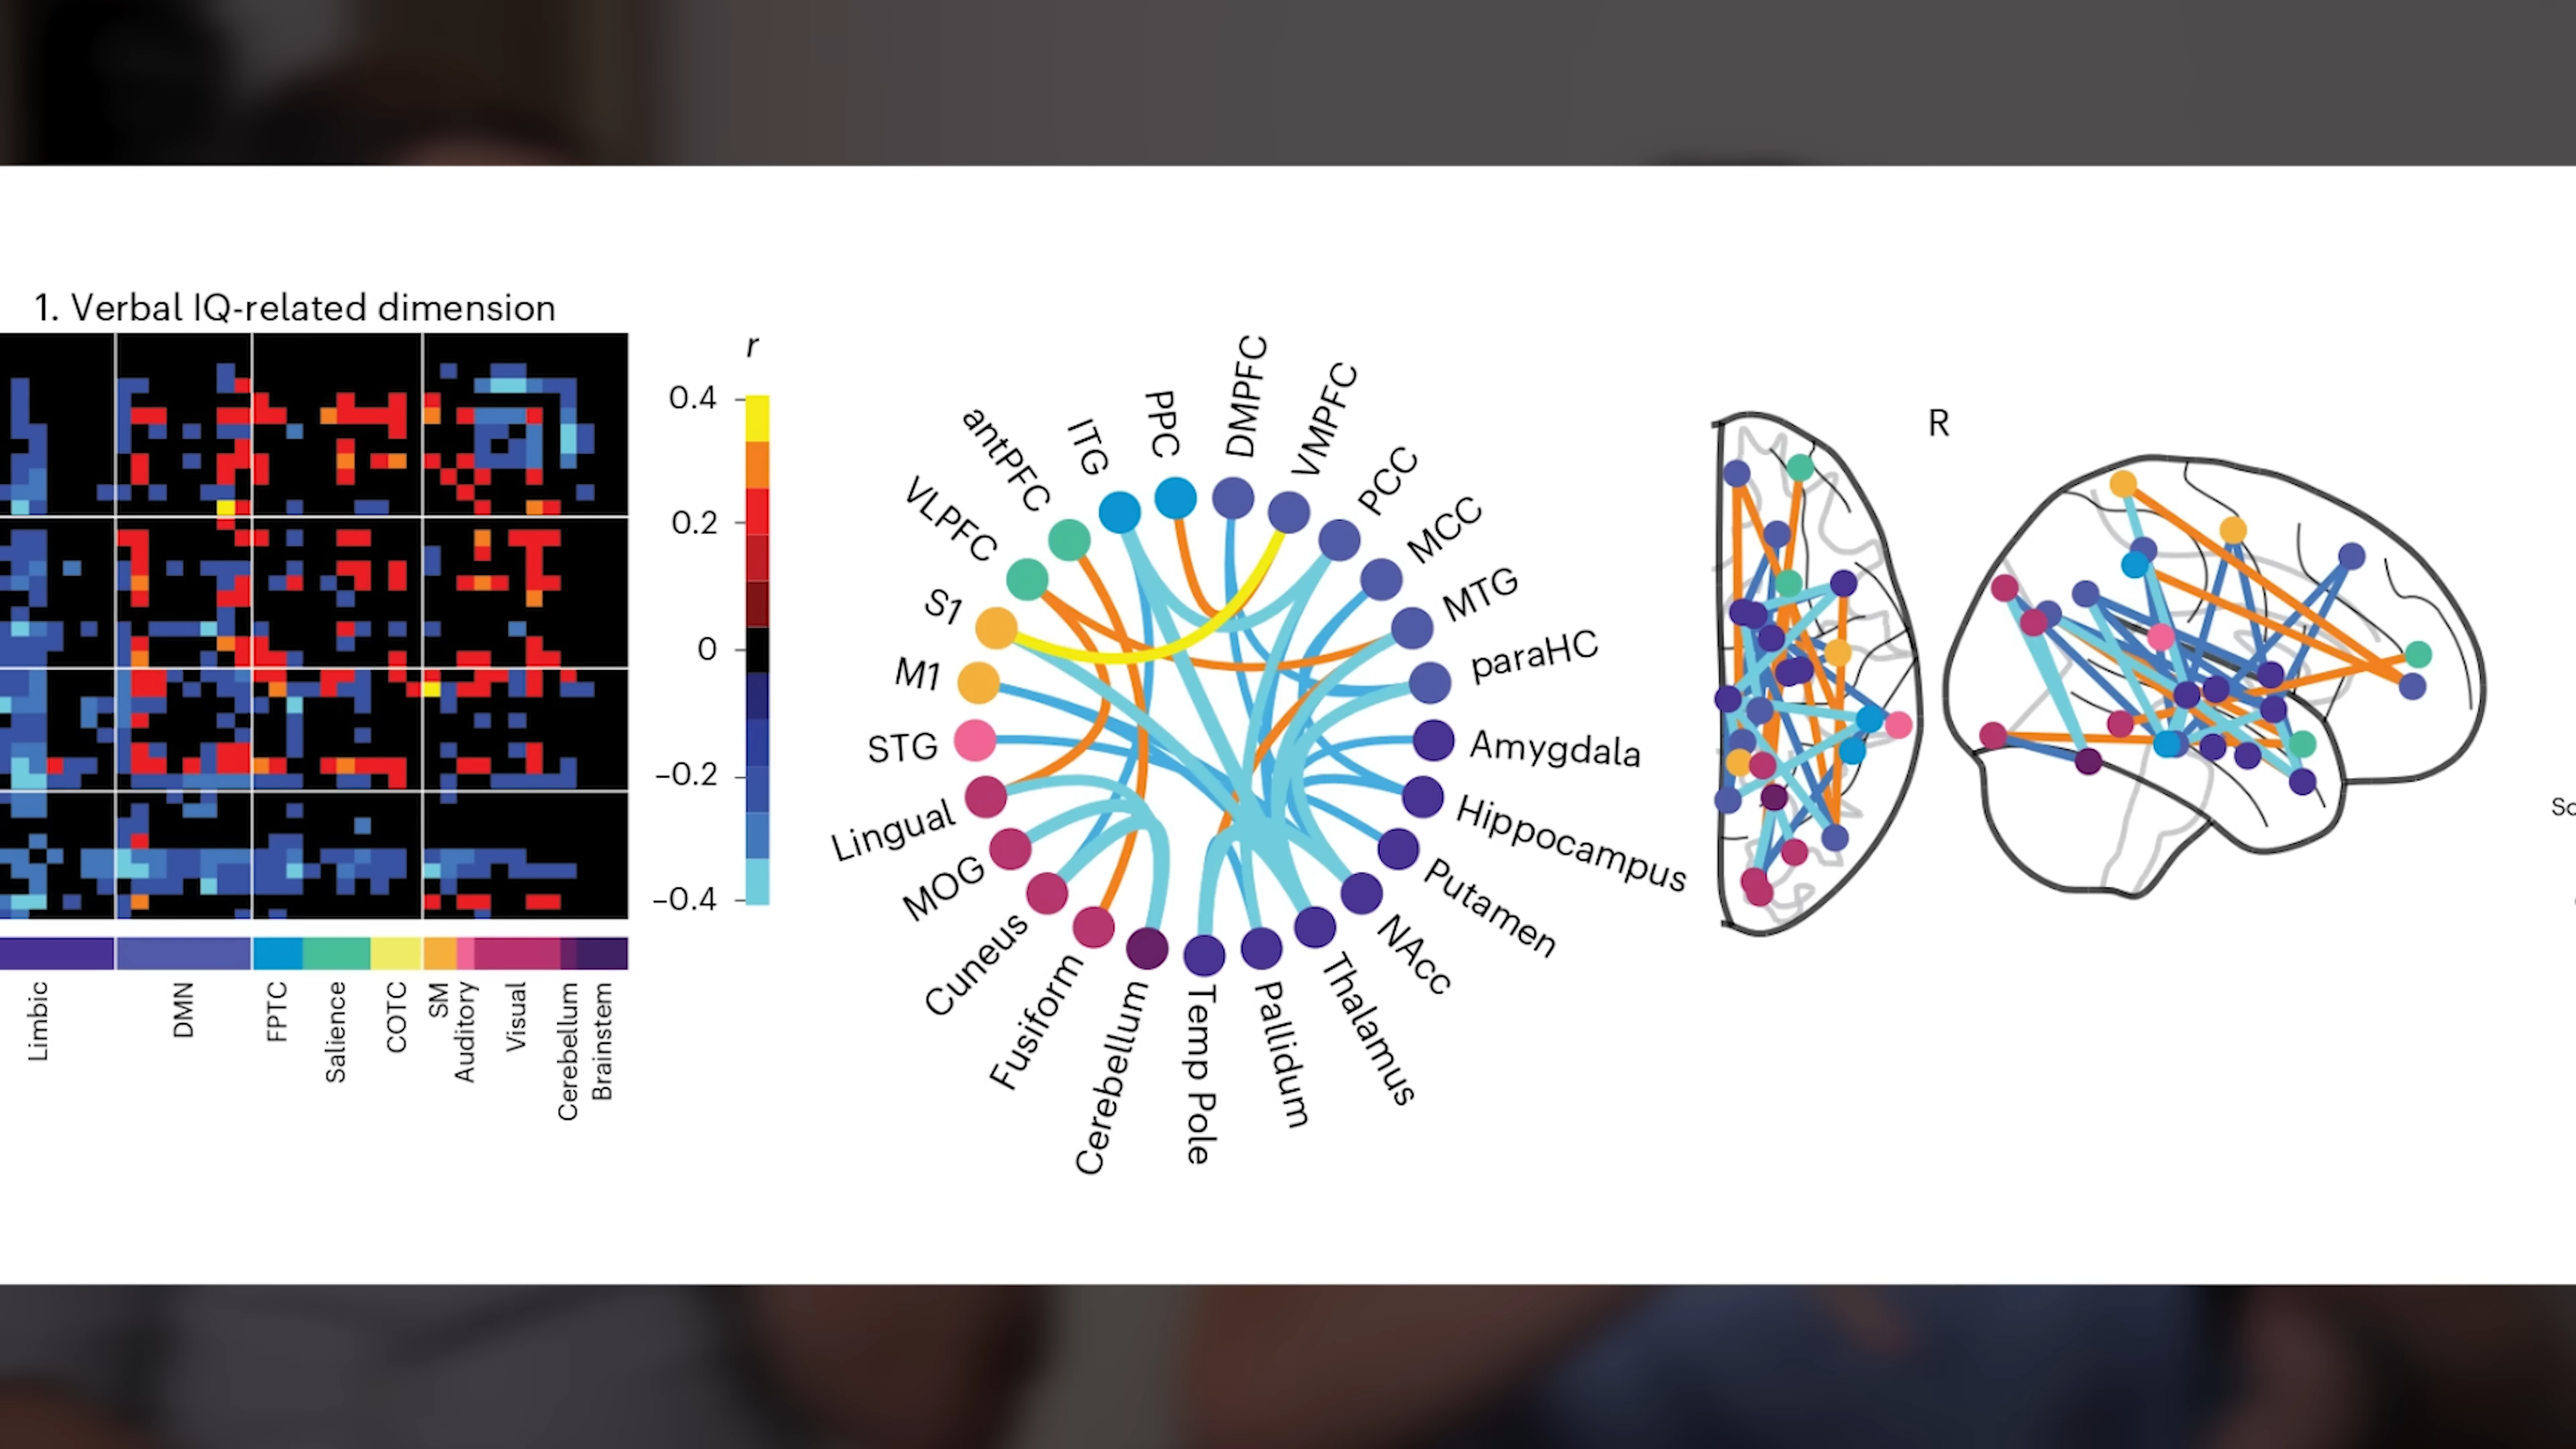 1. Verbal IQ-related dimension
r
0.4
0.2
0
−0.2
−0.4
Limbic
DMN
FPTC
Salience
COTC
SM
Auditory
Visual
Cerebellum
Brainstem
VLPFC
antPFC
ITG
PPC
DMPFC
VMPFC
PCC
MCC
MTG
paraHC
Amygdala
Hippocampus
Putamen
NAcc
Thalamus
Pallidum
Temp Pole
Cerebellum
Fusiform
Cuneus
MOG
Lingual
STG
M1
S1
R